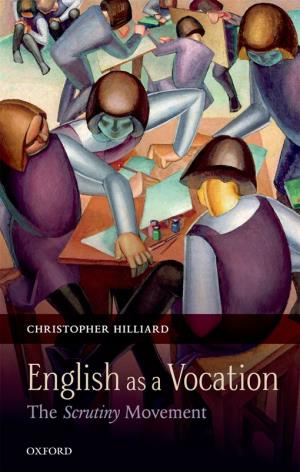 CHRISTOPHER HILLIARD
English as a Vocation
The Scrutiny Movement
OXFORD